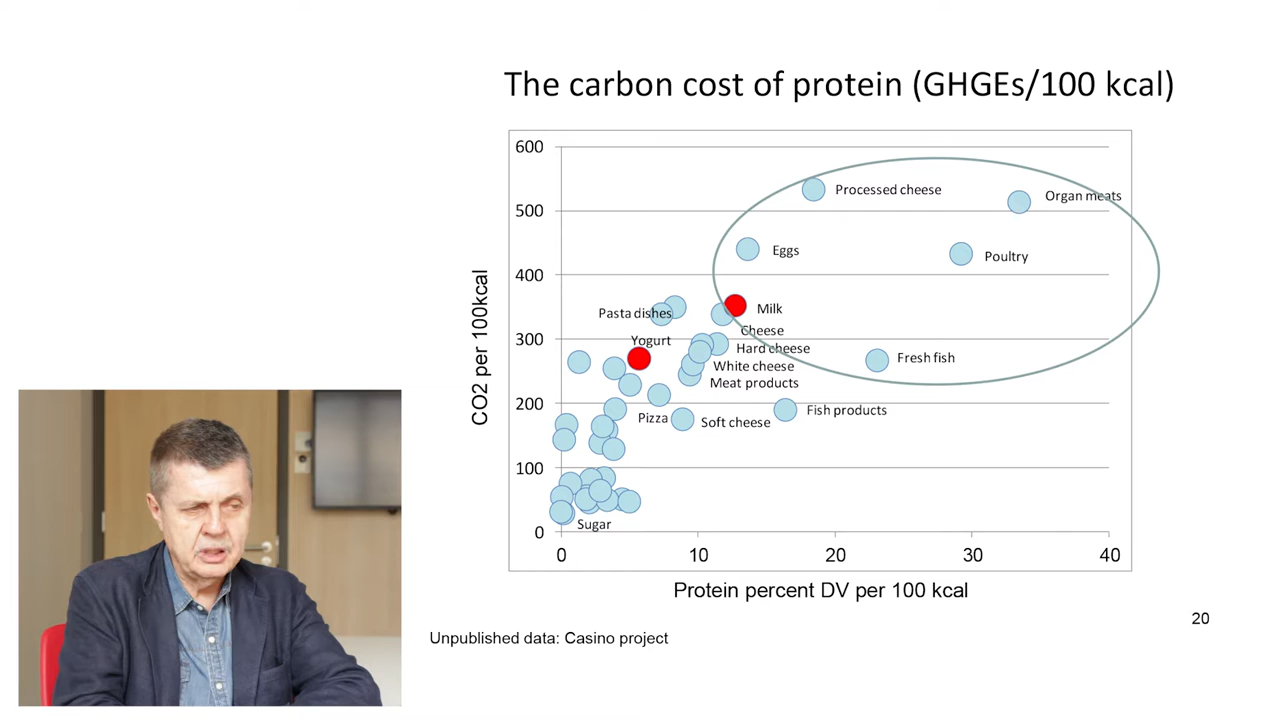 The carbon cost of protein (GHGEs/100 kcal)
600
500
400
300
200
100
0
CO2 per 100kcal
Processed cheese
Organ meats
Eggs
Poultry
Milk
Pasta dishes
Cheese
Yogurt
Hard cheese
Fresh fish
White cheese
Meat products
Pizza
Soft cheese
Fish products
Sugar
0 10 20 30 40
Protein percent DV per 100 kcal
20
Unpublished data: Casino project